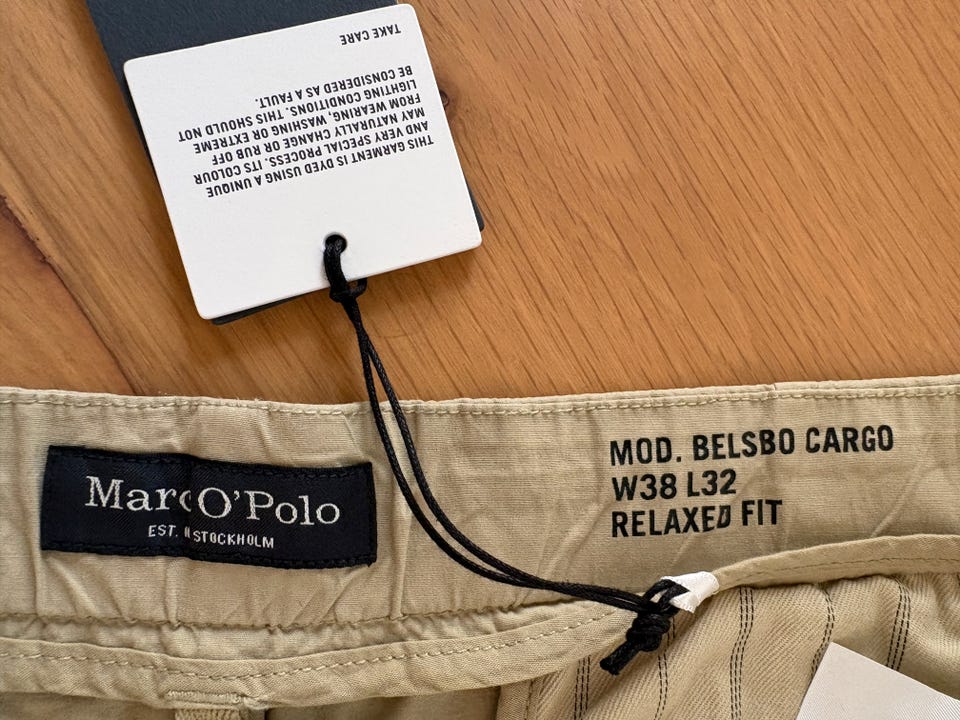 THIS GARMENT IS DYED USING A UNIQUE
AND VERY SPECIAL PROCESS. ITS COLOUR
MAY NATURALLY CHANGE OR RUB OFF
FROM WEARING, WASHING OR EXTREME
LIGHTING CONDITIONS. THIS SHOULD NOT
BE CONSIDERED AS A FAULT.
TAKE CARE
Marc O'Polo
EST. IN STOCKHOLM
MOD. BELSBO CARGO
W38 L32
RELAXED FIT